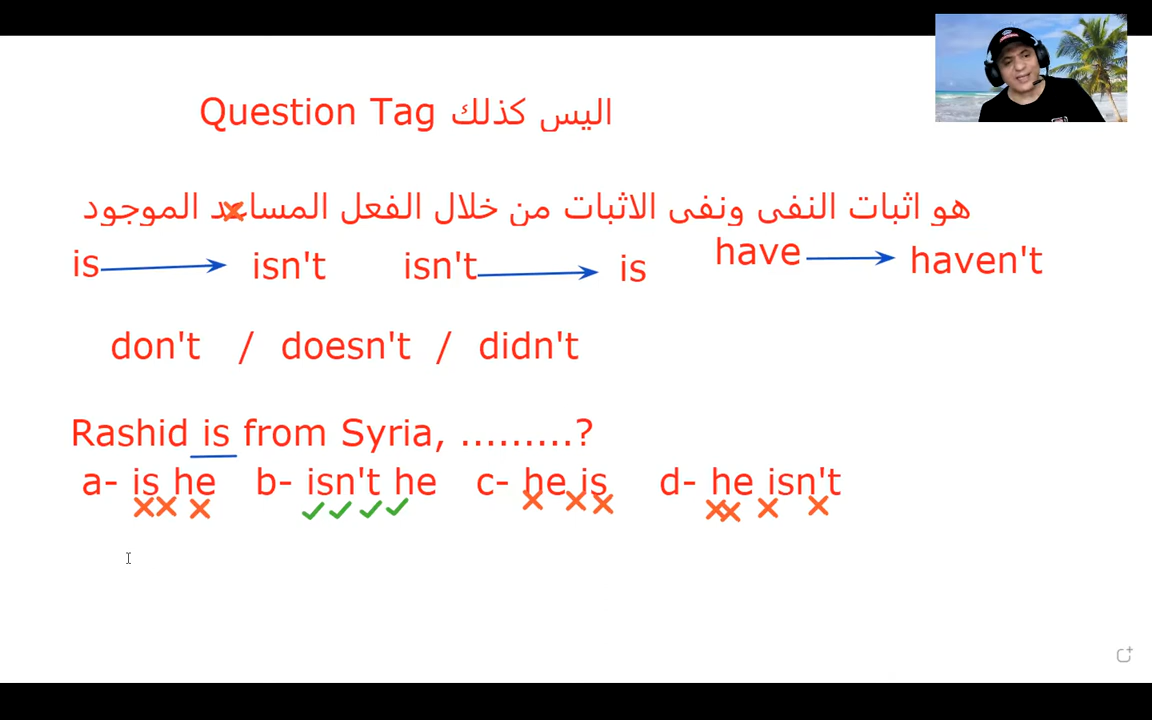 Question Tag اليس كذلك
هو اثبات النفى ونفى الاثبات من خلال الفعل المساعد الموجود
is isn't isn't is have haven't
don't / doesn't / didn't
Rashid is from Syria, .........?
a- is he b- isn't he c- he is d- he isn't